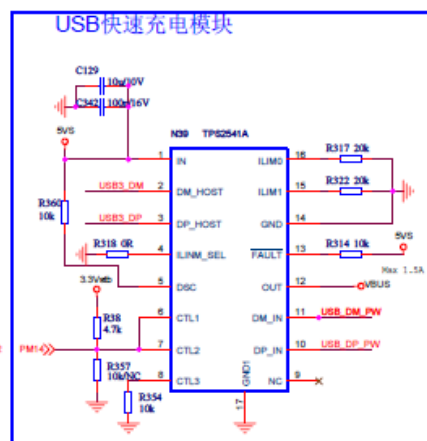 USB快速充电模块
C129
10u/10V
C342 100n/16V
5VS
N39 TPS2541A
1 IN ILIM0 16 R317 20k
USB3_DM 2 DM_HOST ILIM1 15 R322 20k
R360
10k
USB3_DP 3 DP_HOST GND 14
5VS
R318 0R 4 ILINM_SEL FAULT 13 R314 10k
Max 1.5A
5 DSC OUT 12 VBUS
3.3Vstb
6 CTL1 DM_IN 11 USB_DM_PW
R38
4.7k
PM14 7 CTL2 DP_IN 10 USB_DP_PW
R357
10k/NC 8 CTL3 NC 9
GND1
R354
10k
17